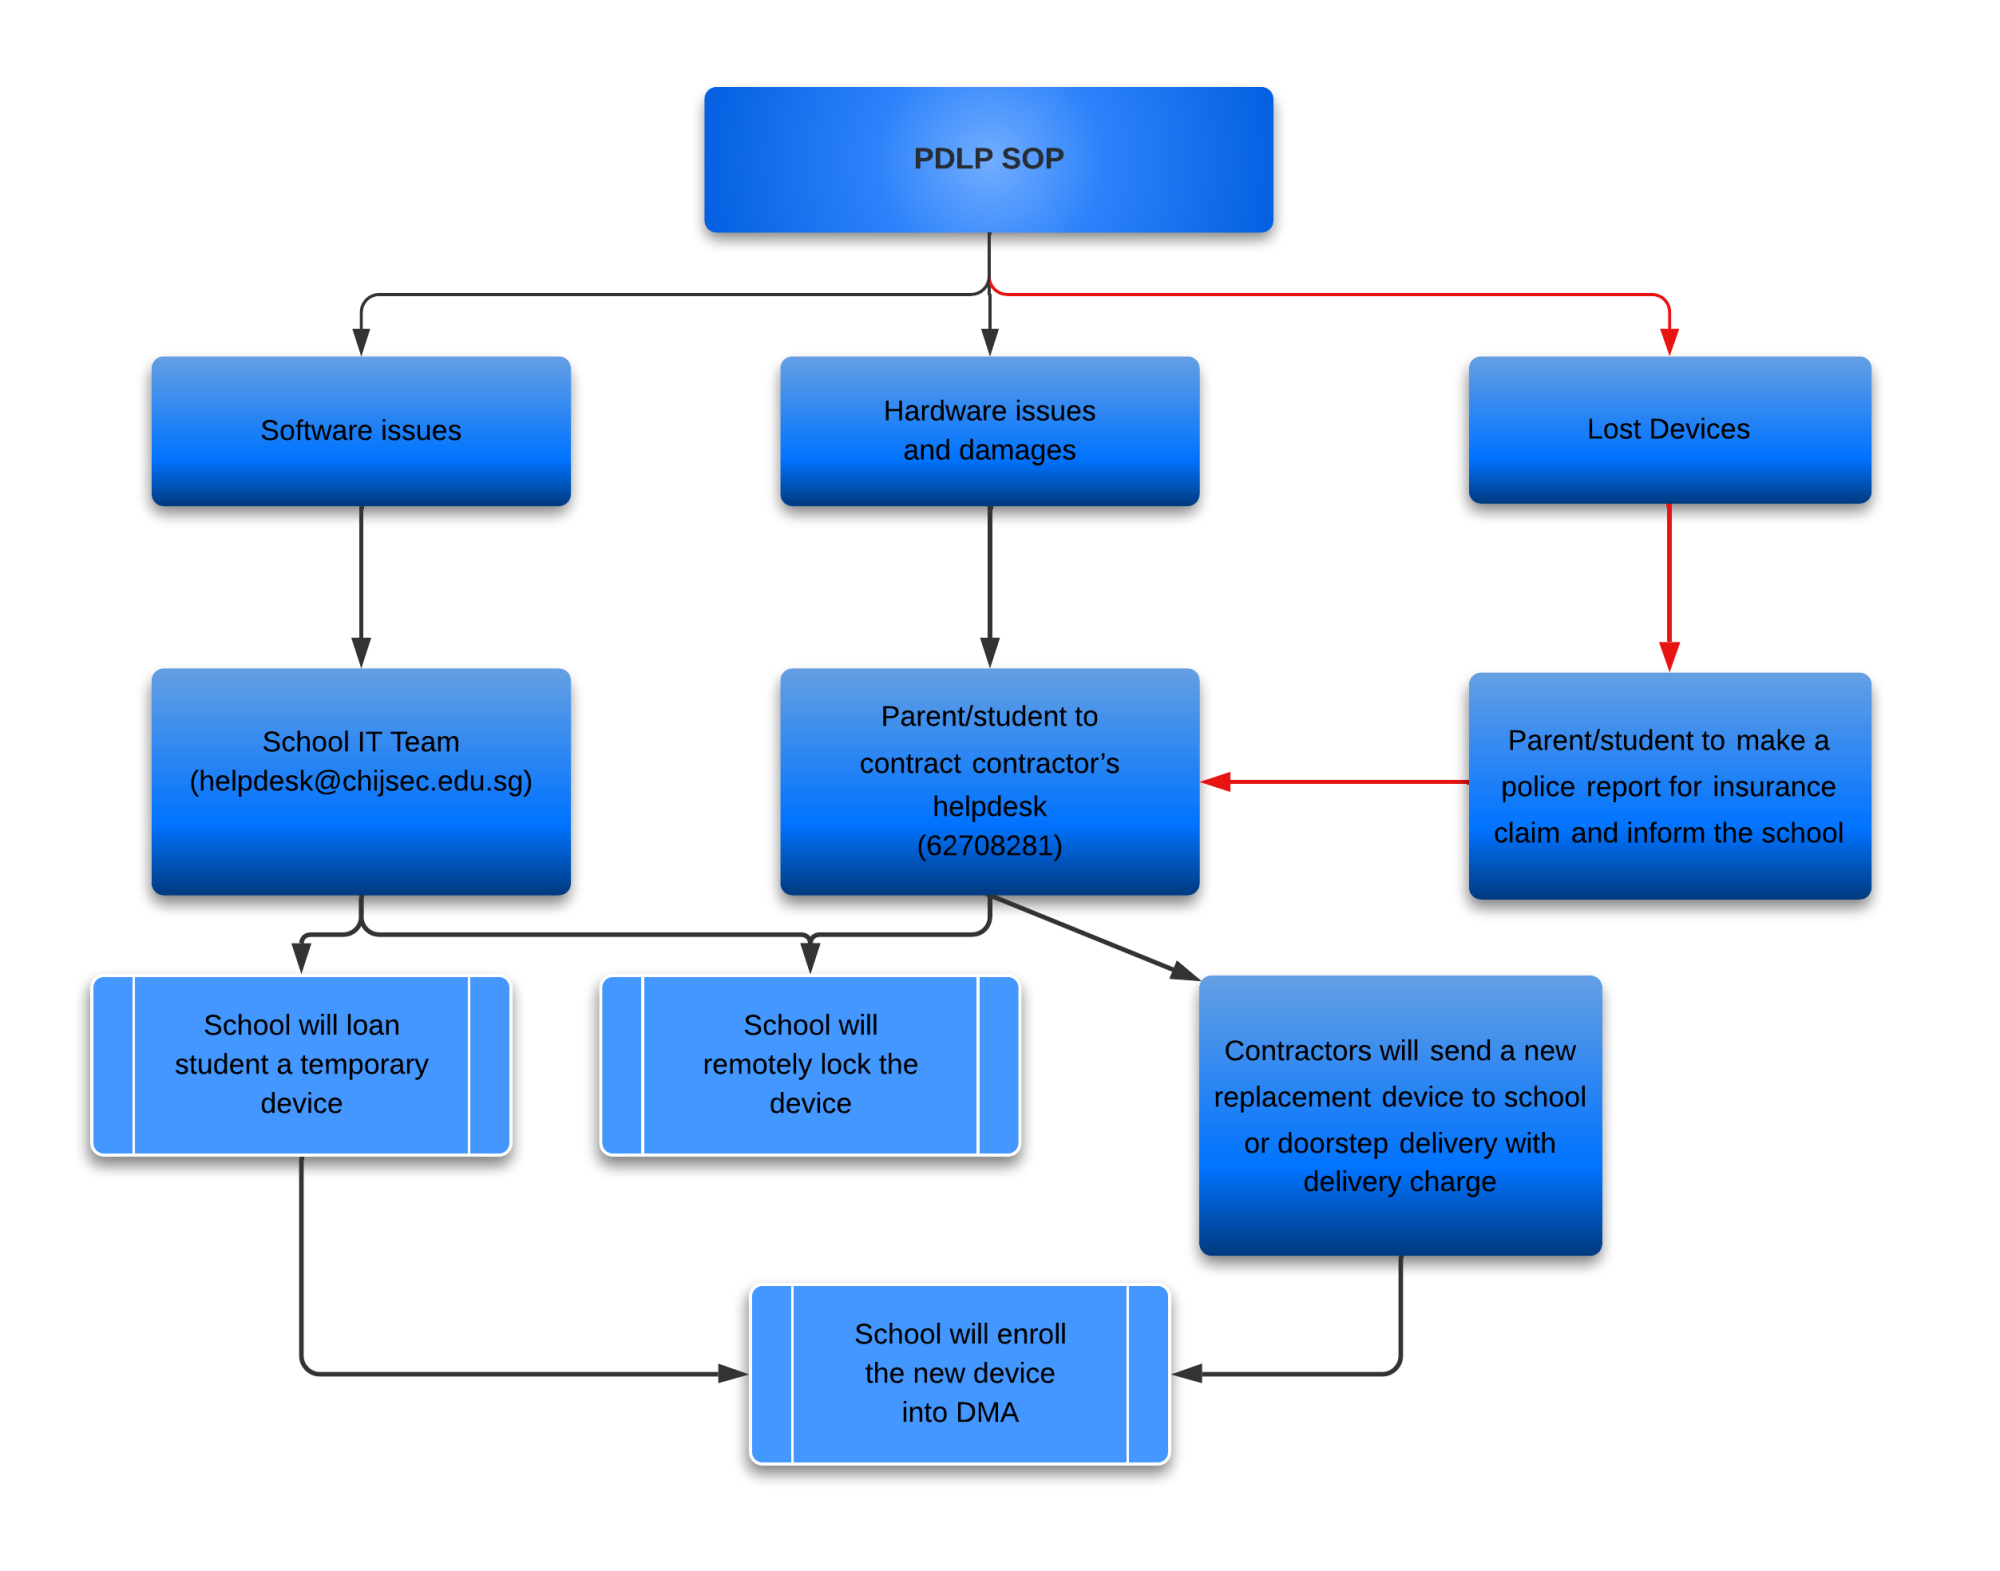 PDLP SOP
Software issues
Hardware issues
and damages
Lost Devices
School IT Team
(helpdesk@chijsec.edu.sg)
Parent/student to
contract contractor’s
helpdesk
(62708281)
Parent/student to make a
police report for insurance
claim and inform the school
School will loan
student a temporary
device
School will
remotely lock the
device
Contractors will send a new
replacement device to school
or doorstep delivery with
delivery charge
School will enroll
the new device
into DMA